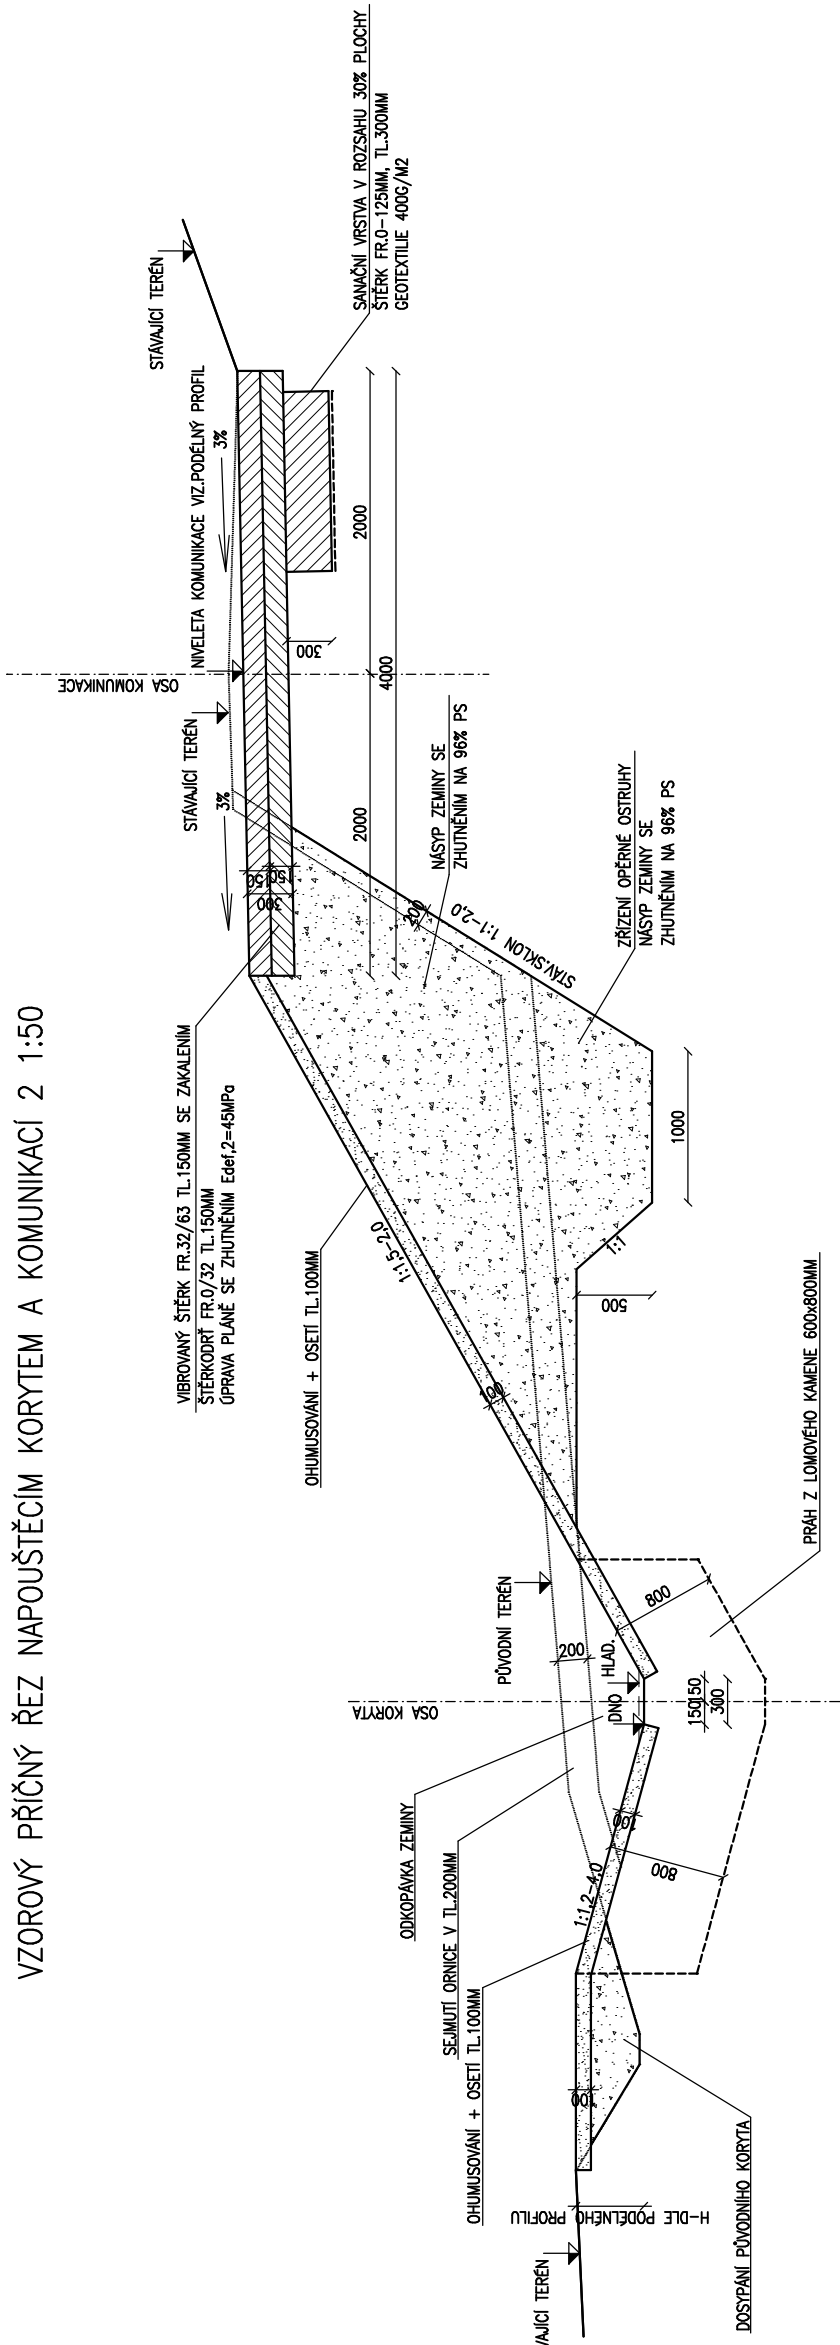 VZOROVÝ PŘÍČNÝ ŘEZ NAPOUŠTĚCÍM KORYTEM A KOMUNIKACÍ 2 1:50
VIBROVANÝ ŠTĚRK FR.32/63 TL.150MM SE ZAKALENÍM
ŠTĚRKODRŤ FR.0/32 TL.150MM
ÚPRAVA PLÁNĚ SE ZHUTNĚNÍM Edef,2=45MPa
OHUMUSOVÁNÍ + OSETÍ TL.100MM
STÁVAJÍCÍ TERÉN
3%
OSA KOMUNIKACE
NIVELETA KOMUNIKACE VIZ.PODÉLNÝ PROFIL
3%
STÁVAJÍCÍ TERÉN
SANAČNÍ VRSTVA V ROZSAHU 30% PLOCHY
ŠTĚRK FR.0-125MM, TL.300MM
GEOTEXTILIE 400G/M2
150
150
300
300
2000
2000
4000
1:1,5-2,0
100
200
STÁV.SKLON 1:1-2,0
NÁSYP ZEMINY SE
ZHUTNĚNÍM NA 96% PS
ZŘÍZENÍ OPĚRNÉ OSTRUHY
NÁSYP ZEMINY SE
ZHUTNĚNÍM NA 96% PS
1000
1:1
500
PŮVODNÍ TERÉN
OSA KORYTA
ODKOPÁVKA ZEMINY
SEJMUTÍ ORNICE V TL.200MM
OHUMUSOVÁNÍ + OSETÍ TL.100MM
200
HLAD.
DNO
800
150
150
300
1:1,2-4,0
100
800
100
H-DLE PODÉLNÉHO PROFILU
VAJÍCÍ TERÉN
DOSYPÁNÍ PŮVODNÍHO KORYTA
PRÁH Z LOMOVÉHO KAMENE 600x800MM